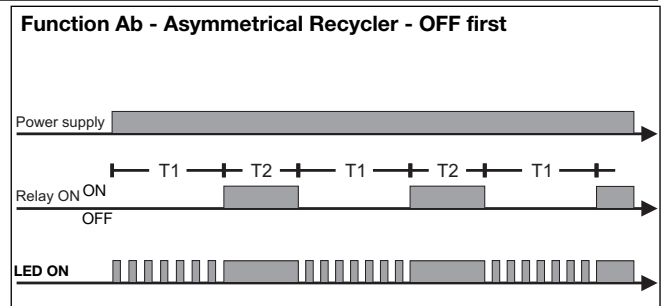 Function Ab - Asymmetrical Recycler - OFF first
Power supply
T1 T2 T1 T2 T1
Relay ON ON
OFF
LED ON